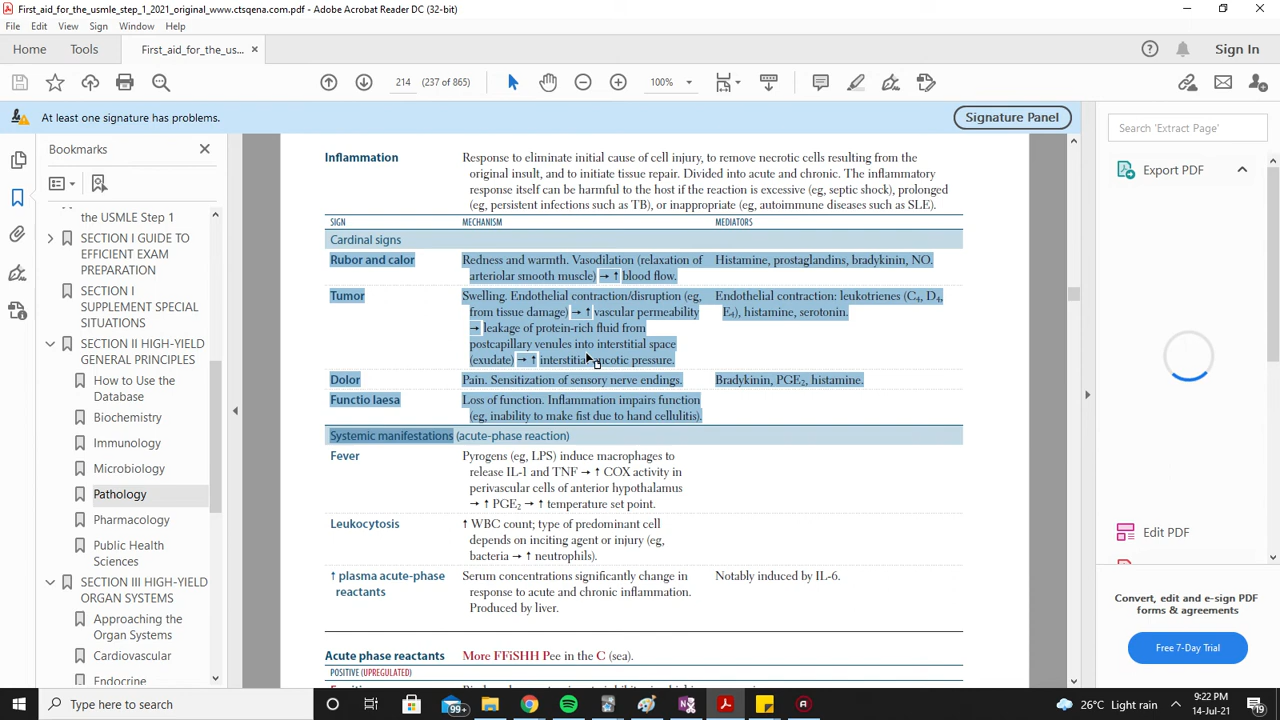 First_aid_for_the_usmle_step_1_2021_original_www.ctsqena.com.pdf - Adobe Acrobat Reader DC (32-bit)
File Edit View Sign Window Help
Home Tools First_aid_for_the_us... × Sign In
214 (237 of 865) 100%
At least one signature has problems. Signature Panel
Bookmarks
the USMLE Step 1
SECTION I GUIDE TO
EFFICIENT EXAM
PREPARATION
SECTION I
SUPPLEMENT SPECIAL
SITUATIONS
SECTION II HIGH-YIELD
GENERAL PRINCIPLES
How to Use the
Database
Biochemistry
Immunology
Microbiology
Pathology
Pharmacology
Public Health
Sciences
SECTION III HIGH-YIELD
ORGAN SYSTEMS
Approaching the
Organ Systems
Cardiovascular
Endocrine
Inflammation Response to eliminate initial cause of cell injury, to remove necrotic cells resulting from the
original insult, and to initiate tissue repair. Divided into acute and chronic. The inflammatory
response itself can be harmful to the host if the reaction is excessive (eg, septic shock), prolonged
(eg, persistent infections such as TB), or inappropriate (eg, autoimmune diseases such as SLE).
SIGN MECHANISM MEDIATORS
Cardinal signs
Rubor and calor Redness and warmth. Vasodilation (relaxation of Histamine, prostaglandins, bradykinin, NO.
arteriolar smooth muscle) → ↑ blood flow.
Tumor Swelling. Endothelial contraction/disruption (eg, Endothelial contraction: leukotrienes (C4, D4,
from tissue damage) → ↑ vascular permeability E4), histamine, serotonin.
→ leakage of protein-rich fluid from
postcapillary venules into interstitial space
(exudate) → ↑ interstitial oncotic pressure.
Dolor Pain. Sensitization of sensory nerve endings. Bradykinin, PGE2, histamine.
Functio laesa Loss of function. Inflammation impairs function
(eg, inability to make fist due to hand cellulitis).
Systemic manifestations (acute-phase reaction)
Fever Pyrogens (eg, LPS) induce macrophages to
release IL-1 and TNF → ↑ COX activity in
perivascular cells of anterior hypothalamus
→ ↑ PGE2 → ↑ temperature set point.
Leukocytosis ↑ WBC count; type of predominant cell
depends on inciting agent or injury (eg,
bacteria → ↑ neutrophils).
↑ plasma acute-phase Serum concentrations significantly change in Notably induced by IL-6.
reactants response to acute and chronic inflammation.
Produced by liver.
Acute phase reactants More FFiSHH Pee in the C (sea).
POSITIVE (UPREGULATED)
Search 'Extract Page'
Export PDF
Edit PDF
Convert, edit and e-sign PDF
forms & agreements
Free 7-Day Trial
Type here to search 99+ 26°C Light rain 9:22 PM
14-Jul-21 19